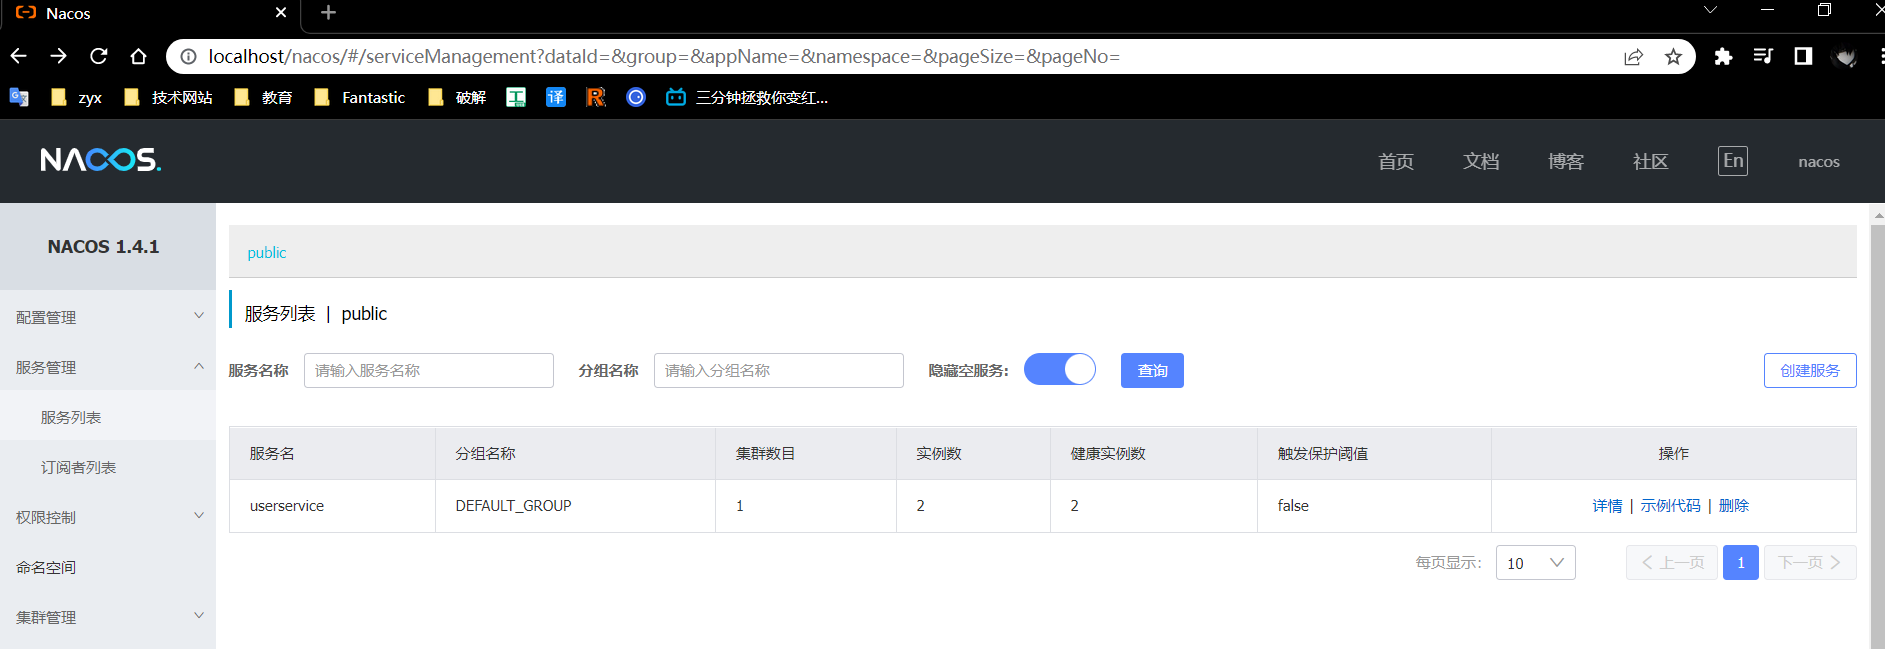 Nacos
localhost/nacos/#/serviceManagement?dataId=&group=&appName=&namespace=&pageSize=&pageNo=
zyx 技术网站 教育 Fantastic 破解 工 译 R 三分钟拯救你变红...
NACOS. 首页 文档 博客 社区 En nacos
NACOS 1.4.1
配置管理
服务管理
服务列表
订阅者列表
权限控制
命名空间
集群管理
public
服务列表 | public
服务名称 请输入服务名称 分组名称 请输入分组名称 隐藏空服务: 查询 创建服务
服务名 分组名称 集群数目 实例数 健康实例数 触发保护阈值 操作
userservice DEFAULT_GROUP 1 2 2 false 详情 | 示例代码 | 删除
每页显示: 10 上一页 1 下一页